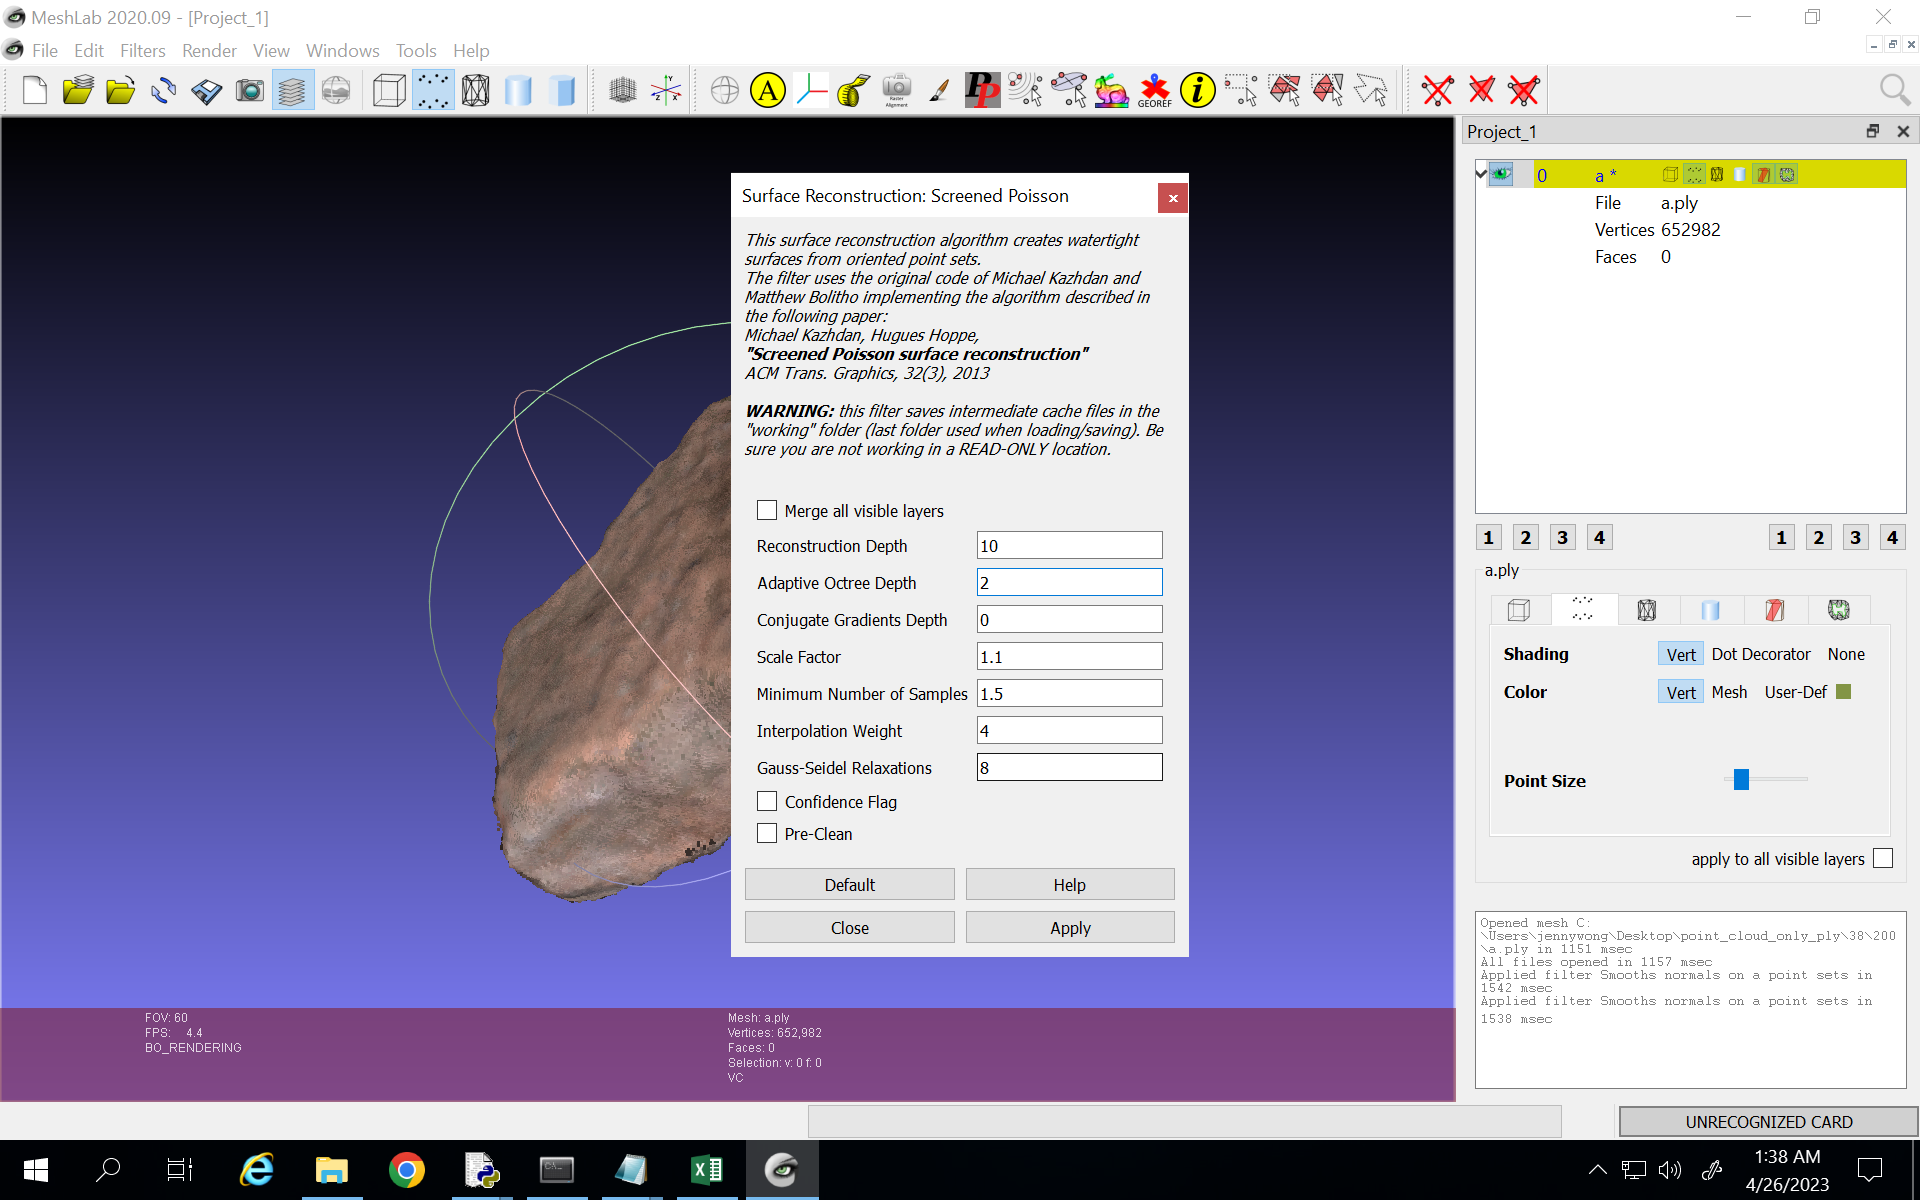 MeshLab 2020.09 - [Project_1]
File Edit Filters Render View Windows Tools Help
A
Y
Z X
Raster
Alignment
PP
GEOREF
i
Project_1
0 a *
File a.ply
Vertices 652982
Faces 0
1 2 3 4 1 2 3 4
a.ply
Shading Vert Dot Decorator None
Color Vert Mesh User-Def
Point Size
apply to all visible layers
Opened mesh C:
\Users\jennywong\Desktop\point_cloud_only_ply\38\200
\a.ply in 1151 msec
All files opened in 1157 msec
Applied filter Smooths normals on a point sets in
1542 msec
Applied filter Smooths normals on a point sets in
1538 msec
Surface Reconstruction: Screened Poisson
This surface reconstruction algorithm creates watertight
surfaces from oriented point sets.
The filter uses the original code of Michael Kazhdan and
Matthew Bolitho implementing the algorithm described in
the following paper:
Michael Kazhdan, Hugues Hoppe,
"Screened Poisson surface reconstruction"
ACM Trans. Graphics, 32(3), 2013
WARNING: this filter saves intermediate cache files in the
"working" folder (last folder used when loading/saving). Be
sure you are not working in a READ-ONLY location.
Merge all visible layers
Reconstruction Depth 10
Adaptive Octree Depth 2
Conjugate Gradients Depth 0
Scale Factor 1.1
Minimum Number of Samples 1.5
Interpolation Weight 4
Gauss-Seidel Relaxations 8
Confidence Flag
Pre-Clean
Default Help
Close Apply
FOV: 60
FPS: 4.4
BO_RENDERING
Mesh: a.ply
Vertices: 652,982
Faces: 0
Selection: v: 0 f: 0
VC
UNRECOGNIZED CARD
1:38 AM
4/26/2023